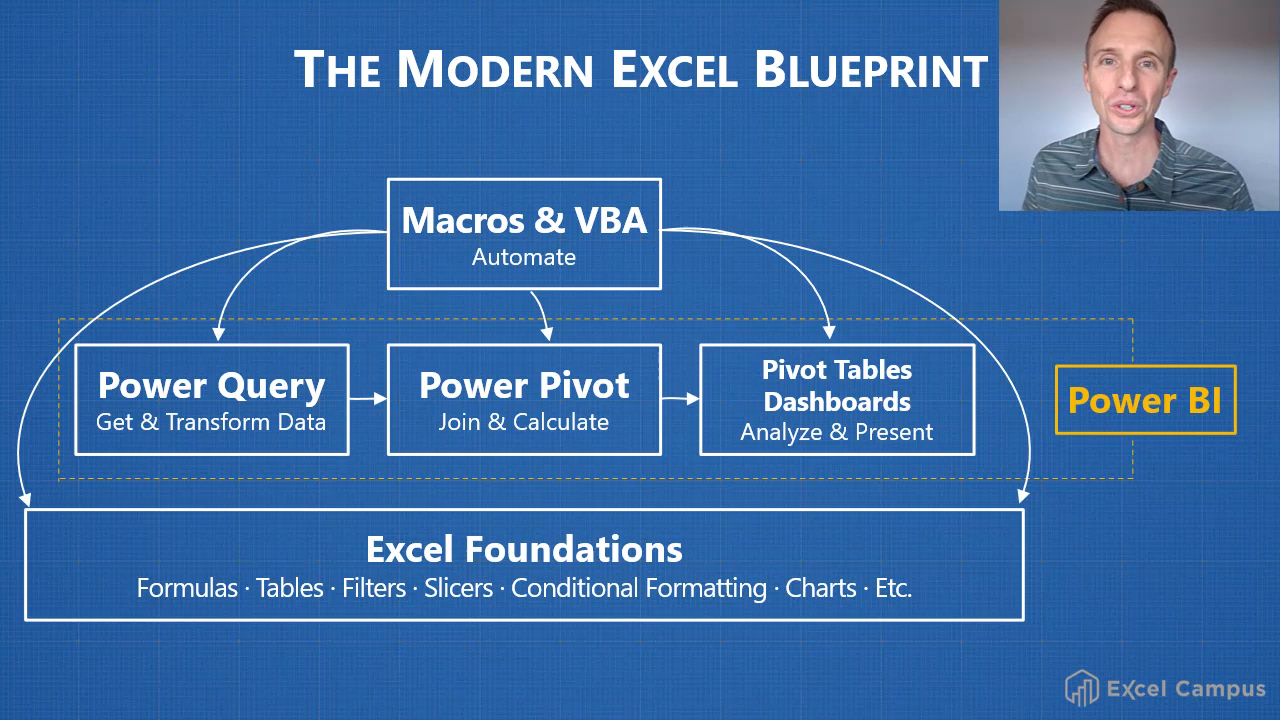 THE MODERN EXCEL BLUEPRINT
Macros & VBA
Automate
Power Query
Get & Transform Data
Power Pivot
Join & Calculate
Pivot Tables
Dashboards
Analyze & Present
Power BI
Excel Foundations
Formulas · Tables · Filters · Slicers · Conditional Formatting · Charts · Etc.
Excel Campus